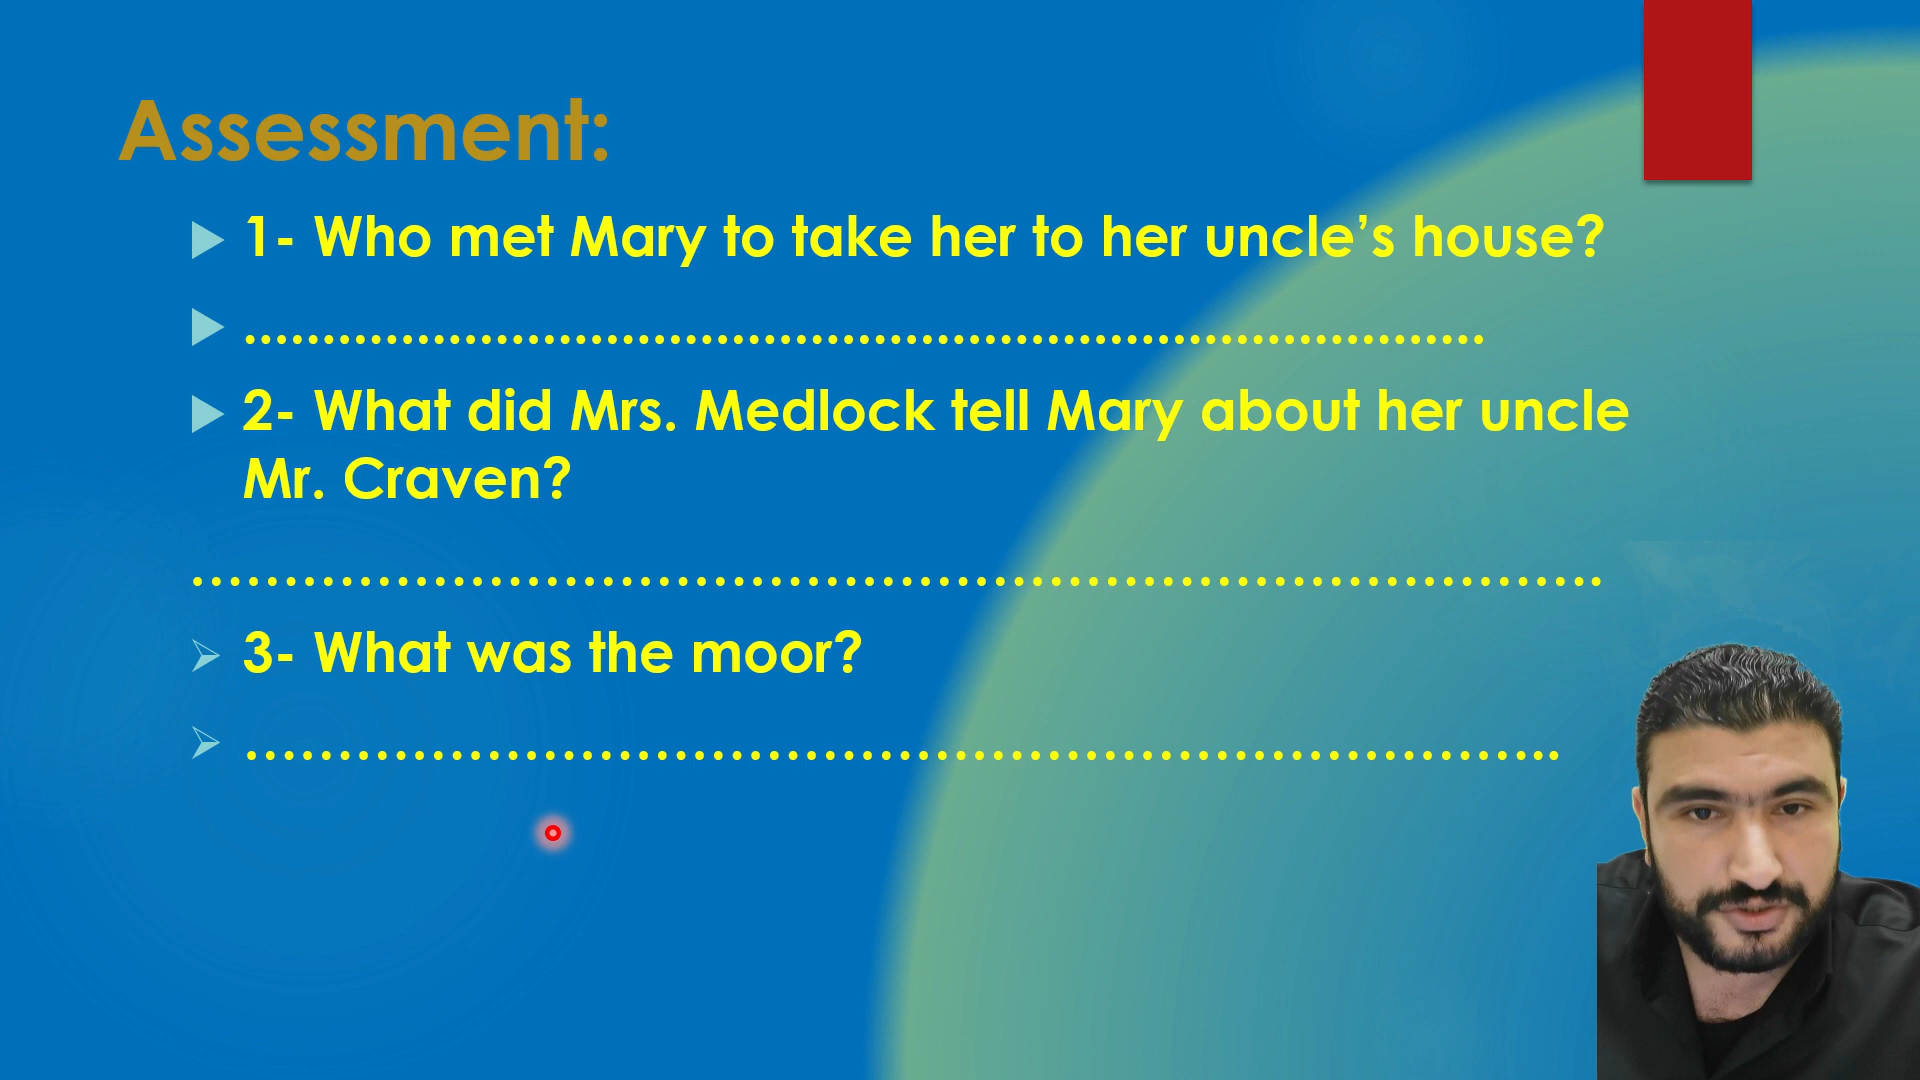 Assessment:
1- Who met Mary to take her to her uncle’s house?
...............................................................................
2- What did Mrs. Medlock tell Mary about her uncle
Mr. Craven?
............................................................................
3- What was the moor?
.......................................................................